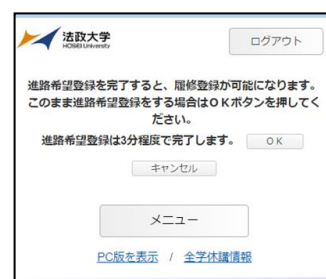 法政大学
HOSEI University
ログアウト
進路希望登録を完了すると、履修登録が可能になります。
このまま進路希望登録をする場合はＯＫボタンを押してく
ださい。
進路希望登録は3分程度で完了します。 ＯＫ
キャンセル
メニュー
PC版を表示 / 全学休講情報